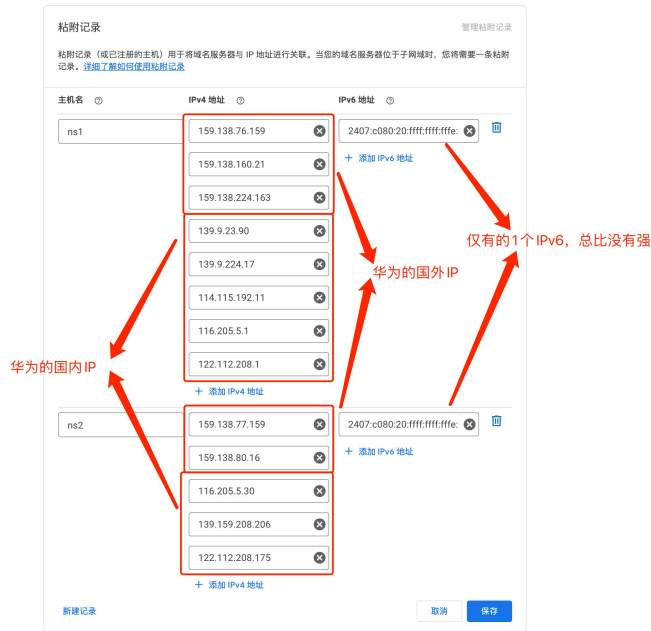 粘附记录
管理粘附记录
粘附记录（或已注册的主机）用于将域名服务器与 IP 地址进行关联。当您的域名服务器位于子网域时，您将需要一条粘附
记录。详细了解如何使用粘附记录
主机名
IPv4 地址
IPv6 地址
ns1
159.138.76.159
2407:c080:20:ffff:ffff:fffe:
159.138.160.21
添加 IPv6 地址
159.138.224.163
139.9.23.90
仅有的1个IPv6，总比没有强
139.9.224.17
华为的国外 IP
114.115.192.11
116.205.5.1
122.112.208.1
华为的国内 IP
添加 IPv4 地址
ns2
159.138.77.159
2407:c080:20:ffff:ffff:fffe:
159.138.80.16
添加 IPv6 地址
116.205.5.30
139.159.208.206
122.112.208.175
添加 IPv4 地址
新建记录
取消
保存